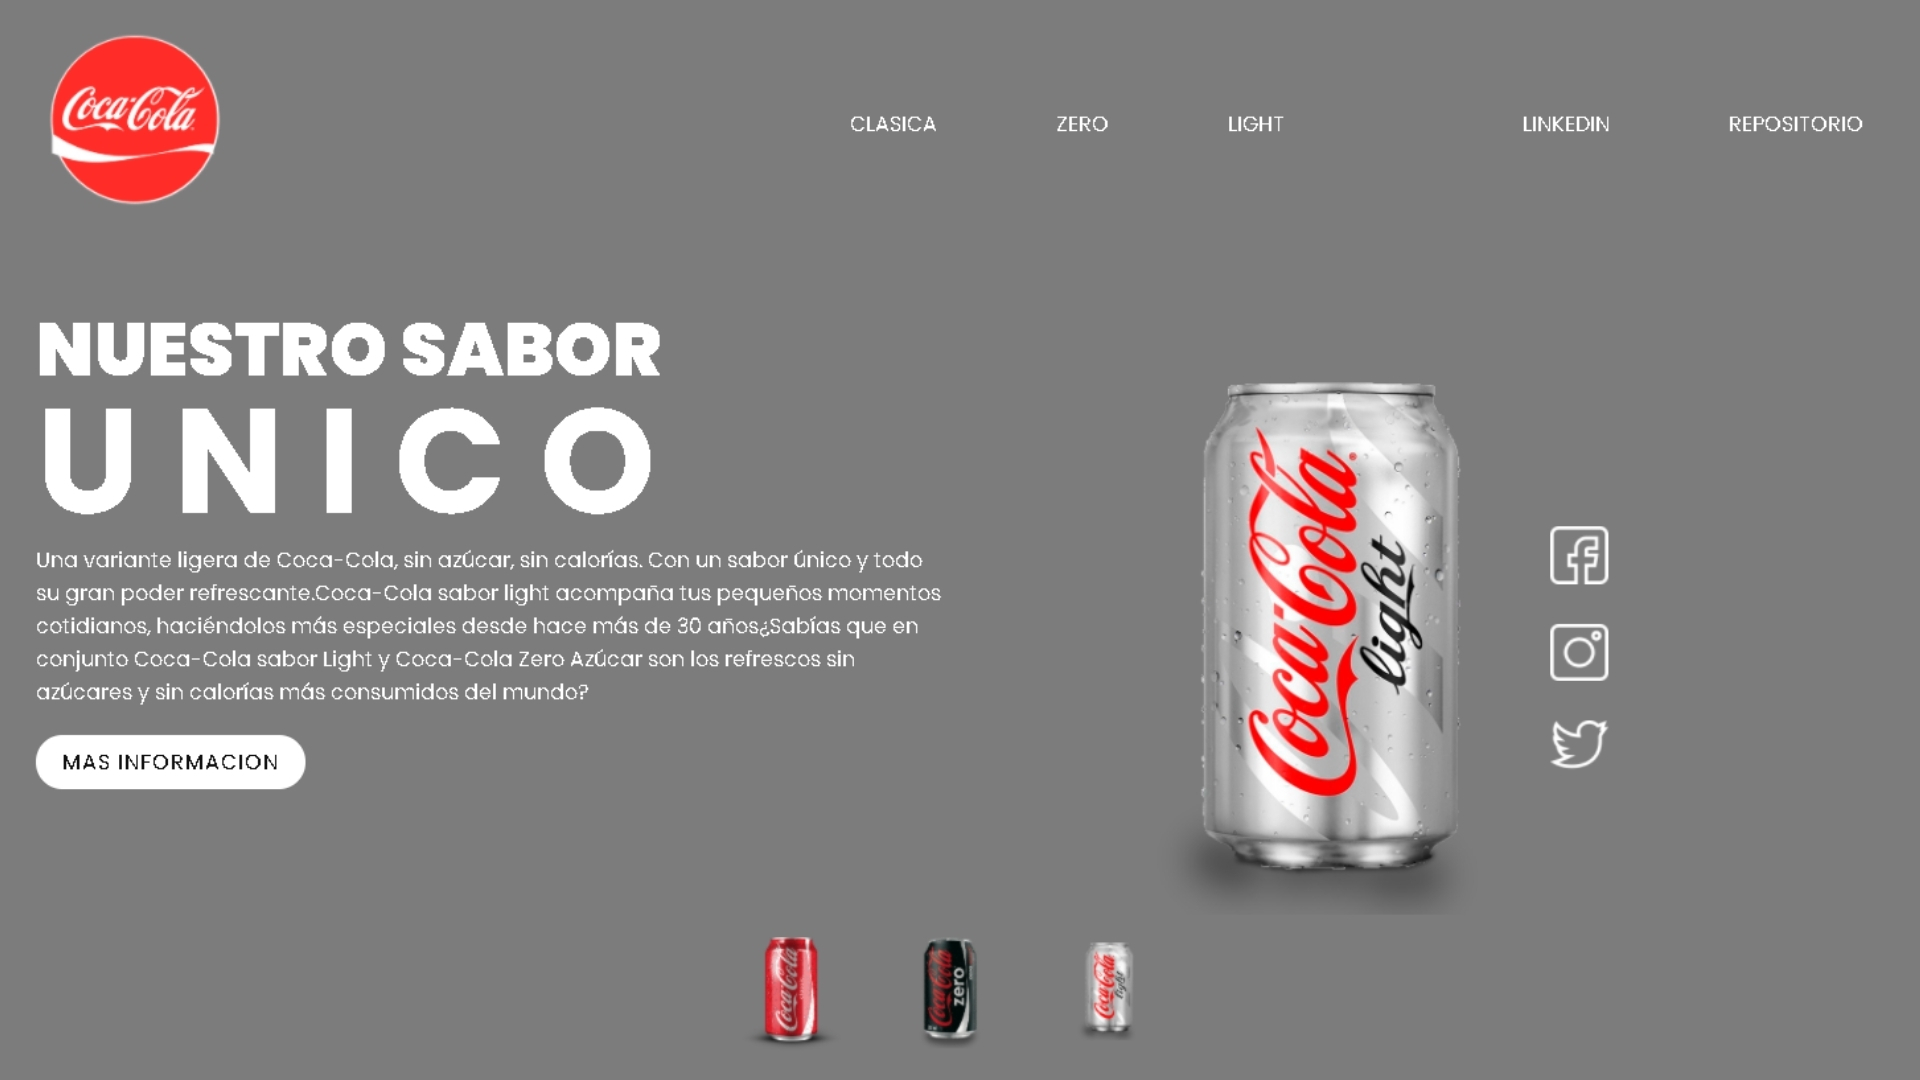 Coca-Cola
CLASICA
ZERO
LIGHT
LINKEDIN
REPOSITORIO
NUESTRO SABOR
UNICO
Una variante ligera de Coca-Cola, sin azúcar, sin calorías. Con un sabor único y todo
su gran poder refrescante.Coca-Cola sabor light acompaña tus pequeños momentos
cotidianos, haciéndolos más especiales desde hace más de 30 años¿Sabías que en
conjunto Coca-Cola sabor Light y Coca-Cola Zero Azúcar son los refrescos sin
azúcares y sin calorías más consumidos del mundo?
MAS INFORMACION
Coca-Cola
light
Coca-Cola
Coca-Cola
zero
Coca-Cola
light